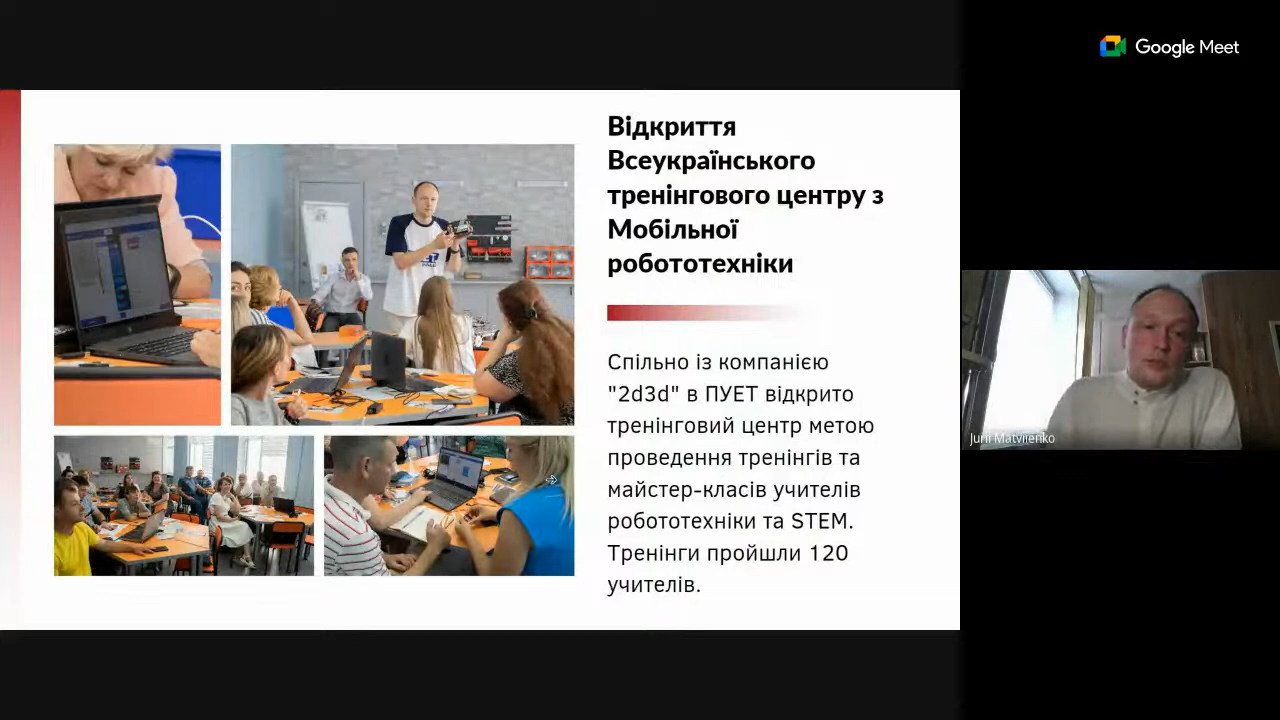 Google Meet
Відкриття
Всеукраїнського
тренінгового центру з
Мобільної
робототехніки
Спільно із компанією
"2d3d" в ПУЕТ відкрито
тренінговий центр метою
проведення тренінгів та
майстер-класів учителів
робототехніки та STEM.
Тренінги пройшли 120
учителів.
Jurii Matviienko